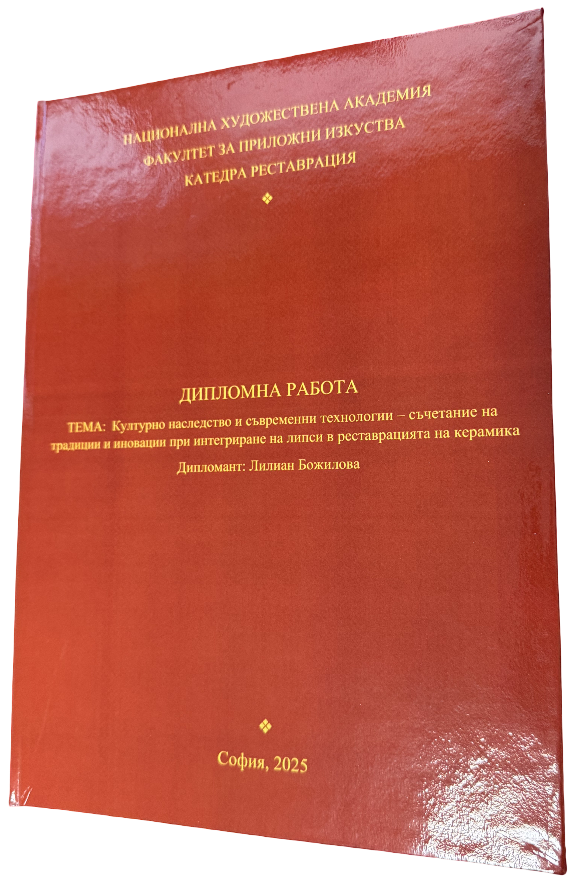 НАЦИОНАЛНА ХУДОЖЕСТВЕНА АКАДЕМИЯ
ФАКУЛТЕТ ЗА ПРИЛОЖНИ ИЗКУСТВА
КАТЕДРА РЕСТАВРАЦИЯ
ДИПЛОМНА РАБОТА
ТЕМА: Културно наследство и съвременни технологии – съчетание на
традиции и иновации при интегриране на липси в реставрацията на керамика
Дипломант: Лилиан Божилова
София, 2025